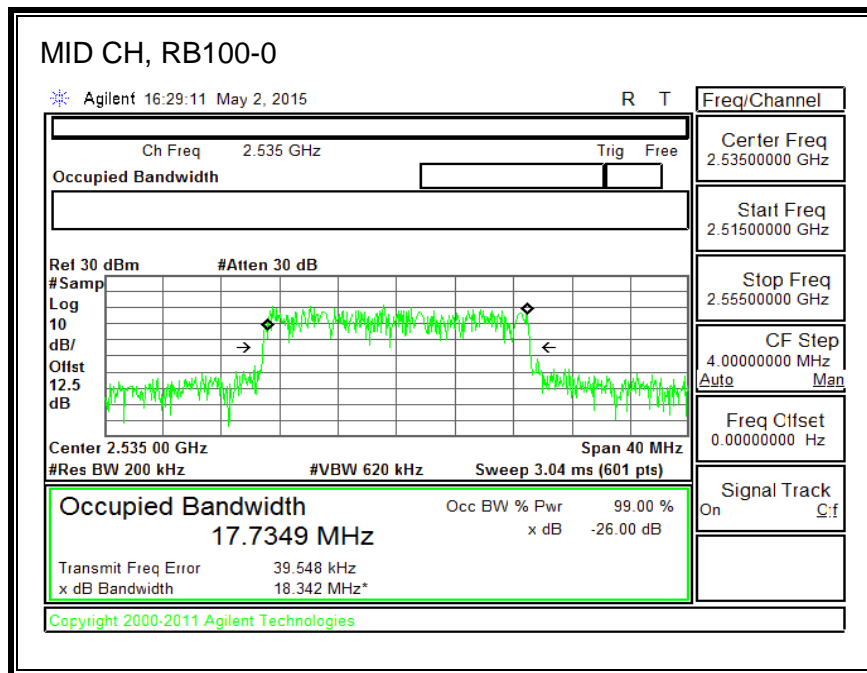 MID CH, RB100-0
Agilent 16:29:11 May 2, 2015 R T
Freq/Channel
Ch Freq 2.535 GHz Trig Free
Occupied Bandwidth
Center Freq
2.53500000 GHz
Start Freq
2.51500000 GHz
Stop Freq
2.55500000 GHz
CF Step
4.00000000 MHz
Auto Man
Freq Offset
0.00000000 Hz
Signal Track
On Off
Ref 30 dBm #Atten 30 dB
#Samp
Log
10
dB/
Offst
12.5
dB
Center 2.535 00 GHz Span 40 MHz
#Res BW 200 kHz #VBW 620 kHz Sweep 3.04 ms (601 pts)
Occupied Bandwidth Occ BW % Pwr 99.00 %
17.7349 MHz x dB -26.00 dB
Transmit Freq Error 39.548 kHz
x dB Bandwidth 18.342 MHz*
Copyright 2000-2011 Agilent Technologies